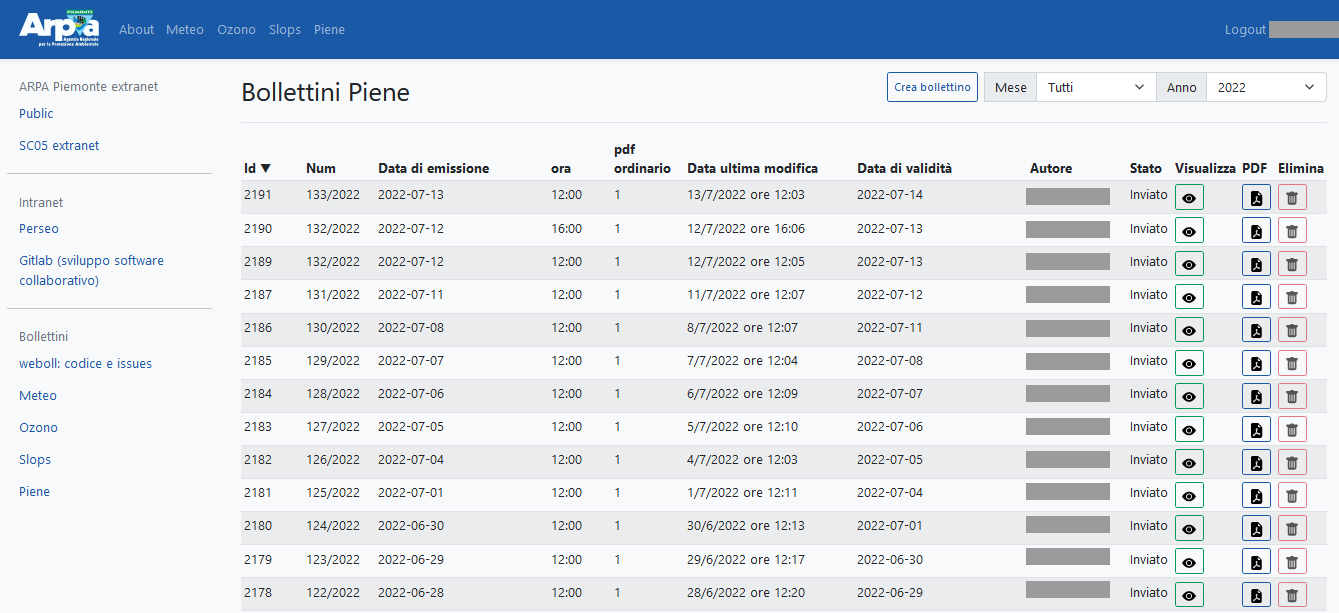 PIEMONTE
Arpa
Agenzia Regionale
per la Protezione Ambientale
About Meteo Ozono Slops Piene
Logout
ARPA Piemonte extranet
Public
SC05 extranet
Intranet
Perseo
Gitlab (sviluppo software
collaborativo)
Bollettini
weboll: codice e issues
Meteo
Ozono
Slops
Piene
Bollettini Piene
Crea bollettino Mese Tutti Anno 2022
Id ▼ Num Data di emissione ora pdf ordinario Data ultima modifica Data di validità Autore Stato Visualizza PDF Elimina
2191 133/2022 2022-07-13 12:00 1 13/7/2022 ore 12:03 2022-07-14 Inviato
2190 132/2022 2022-07-12 16:00 1 12/7/2022 ore 16:06 2022-07-13 Inviato
2189 132/2022 2022-07-12 12:00 1 12/7/2022 ore 12:05 2022-07-13 Inviato
2187 131/2022 2022-07-11 12:00 1 11/7/2022 ore 12:07 2022-07-12 Inviato
2186 130/2022 2022-07-08 12:00 1 8/7/2022 ore 12:07 2022-07-11 Inviato
2185 129/2022 2022-07-07 12:00 1 7/7/2022 ore 12:04 2022-07-08 Inviato
2184 128/2022 2022-07-06 12:00 1 6/7/2022 ore 12:09 2022-07-07 Inviato
2183 127/2022 2022-07-05 12:00 1 5/7/2022 ore 12:10 2022-07-06 Inviato
2182 126/2022 2022-07-04 12:00 1 4/7/2022 ore 12:03 2022-07-05 Inviato
2181 125/2022 2022-07-01 12:00 1 1/7/2022 ore 12:11 2022-07-04 Inviato
2180 124/2022 2022-06-30 12:00 1 30/6/2022 ore 12:13 2022-07-01 Inviato
2179 123/2022 2022-06-29 12:00 1 29/6/2022 ore 12:17 2022-06-30 Inviato
2178 122/2022 2022-06-28 12:00 1 28/6/2022 ore 12:20 2022-06-29 Inviato